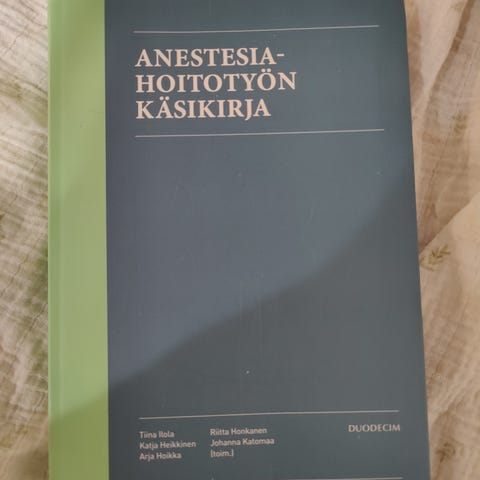 ANESTESIA-
HOITOTYÖN
KÄSIKIRJA
Tiina Ilola
Katja Heikkinen
Arja Hoikka
Riitta Honkanen
Johanna Katomaa
(toim.)
DUODECIM